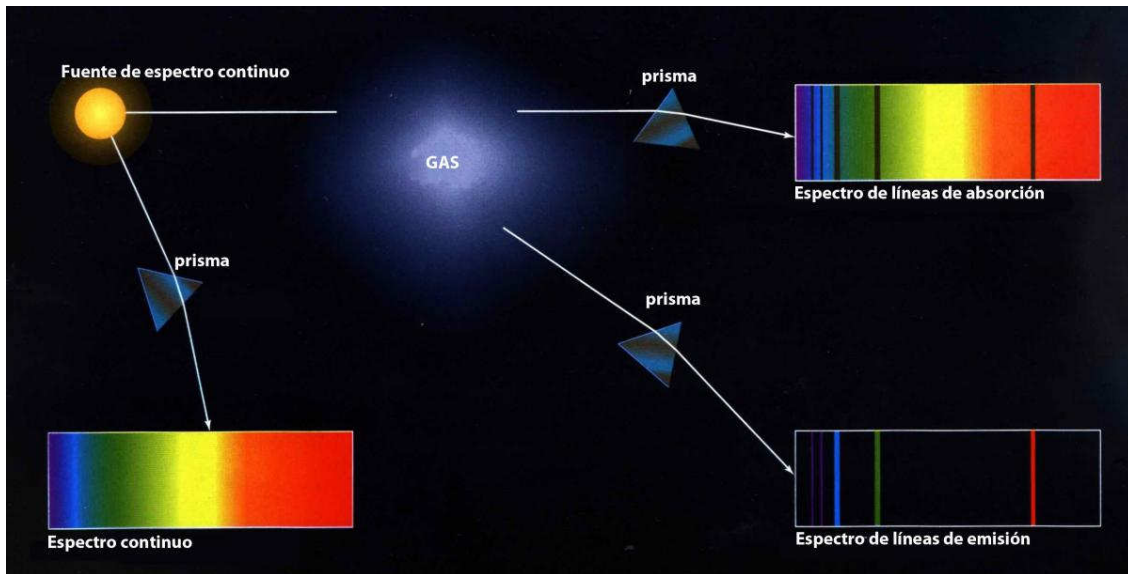 Fuente de espectro continuo
prisma
GAS
Espectro de líneas de absorción
prisma
prisma
Espectro continuo
Espectro de líneas de emisión